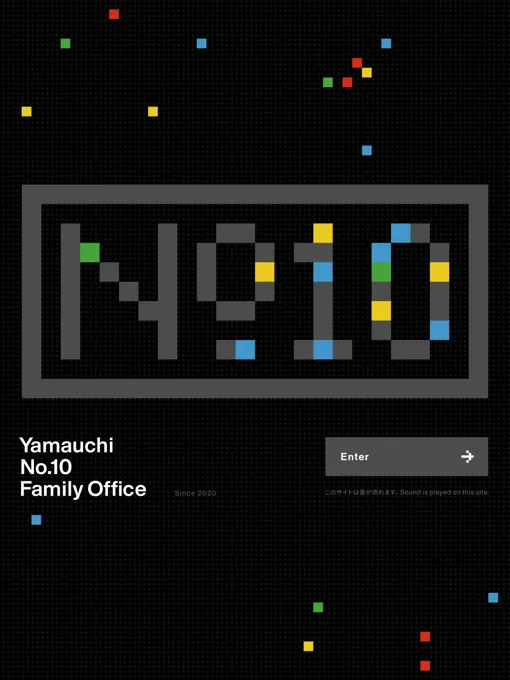 Nº10
Yamauchi
No.10
Family Office
Since 2020
Enter
このサイトは音が流れます。Sound is played on this site